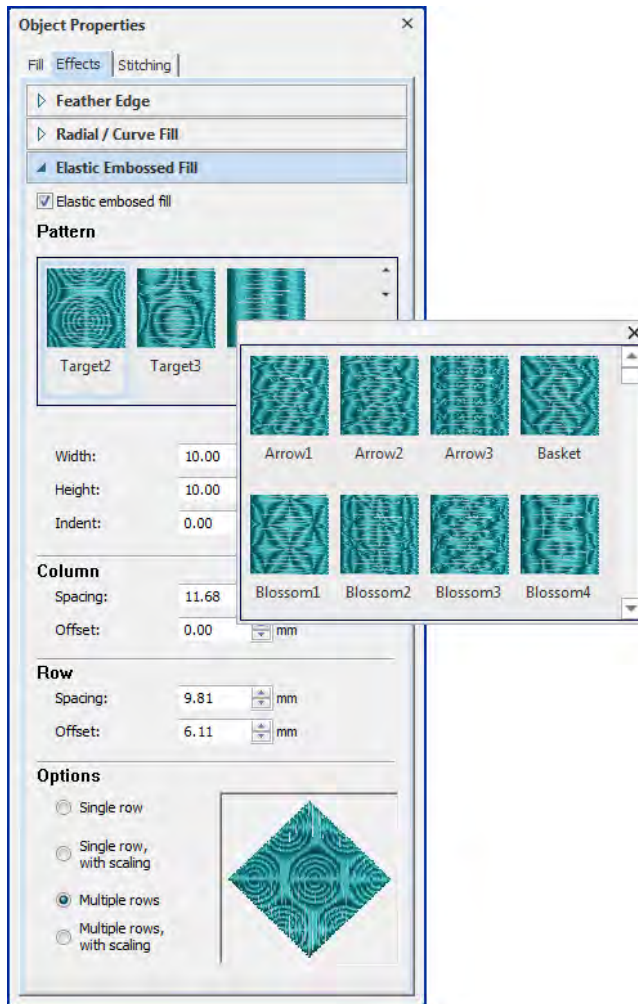 Object Properties
Fill Effects Stitching
Feather Edge
Radial / Curve Fill
Elastic Embossed Fill
Elastic embosed fill
Pattern
Target2 Target3
Arrow1 Arrow2 Arrow3 Basket
Blossom1 Blossom2 Blossom3 Blossom4
Width: 10.00
Height: 10.00
Indent: 0.00
Column
Spacing: 11.68
Offset: 0.00 mm
Row
Spacing: 9.81 mm
Offset: 6.11 mm
Options
Single row
Single row,
with scaling
Multiple rows
Multiple rows,
with scaling